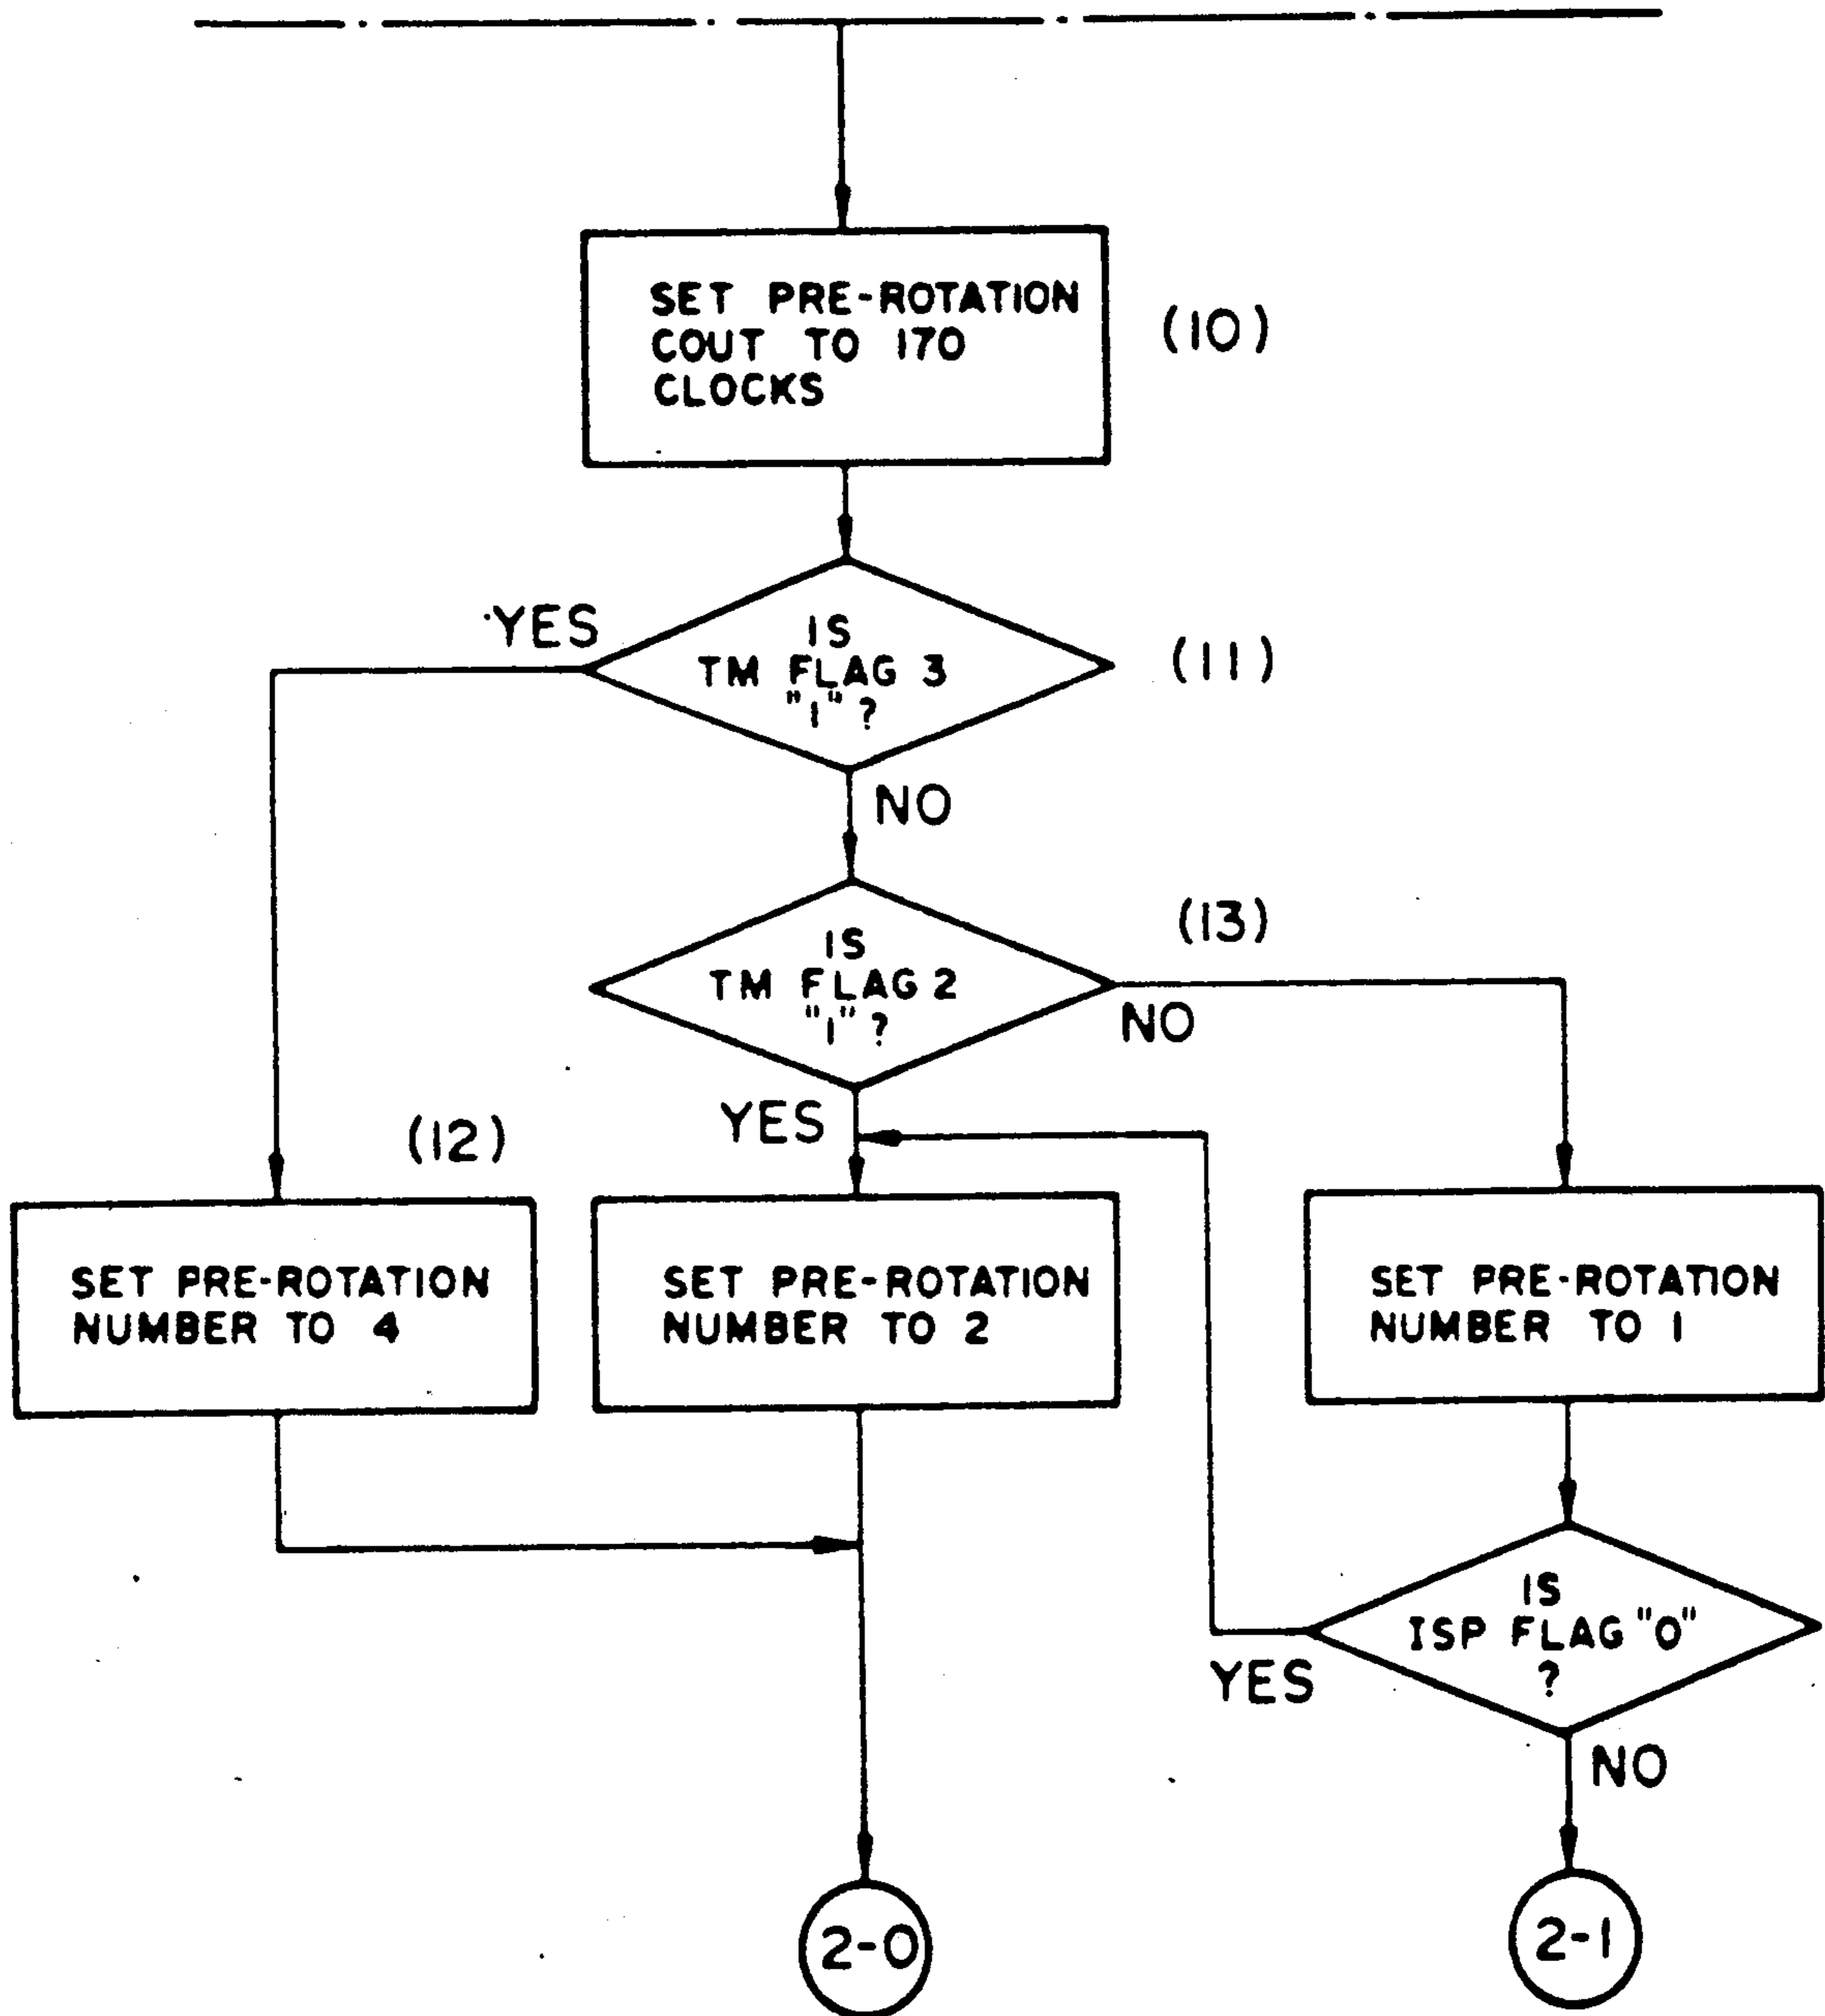 SET PRE-ROTATION
COUT TO 170
CLOCKS
(10)
YES
IS
TM FLAG 3
"1" ?
(11)
NO
IS
TM FLAG 2
"1" ?
(13)
NO
YES
(12)
SET PRE-ROTATION
NUMBER TO 4
SET PRE-ROTATION
NUMBER TO 2
SET PRE-ROTATION
NUMBER TO 1
IS
ISP FLAG "0"
?
YES
NO
2-0
2-1